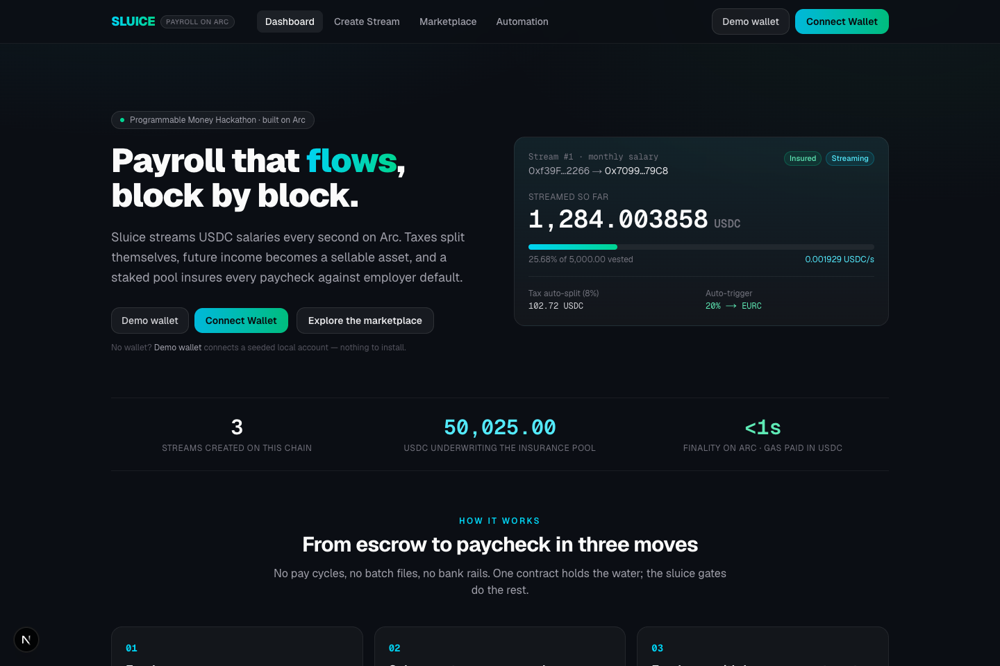 SLUICE
PAYROLL ON ARC
Dashboard
Create Stream
Marketplace
Automation
Demo wallet
Connect Wallet
Programmable Money Hackathon · built on Arc
Payroll that flows,
block by block.
Sluice streams USDC salaries every second on Arc. Taxes split
themselves, future income becomes a sellable asset, and a
staked pool insures every paycheck against employer default.
Demo wallet
Connect Wallet
Explore the marketplace
No wallet? Demo wallet connects a seeded local account — nothing to install.
Stream #1 · monthly salary
0xf39F…2266 → 0x7099…79C8
Insured
Streaming
STREAMED SO FAR
1,284.003858 USDC
25.68% of 5,000.00 vested
0.001929 USDC/s
Tax auto-split (8%)
102.72 USDC
Auto-trigger
20% → EURC
3
STREAMS CREATED ON THIS CHAIN
50,025.00
USDC UNDERWRITING THE INSURANCE POOL
<1s
FINALITY ON ARC · GAS PAID IN USDC
HOW IT WORKS
From escrow to paycheck in three moves
No pay cycles, no batch files, no bank rails. One contract holds the water; the sluice gates
do the rest.
N
01
02
03